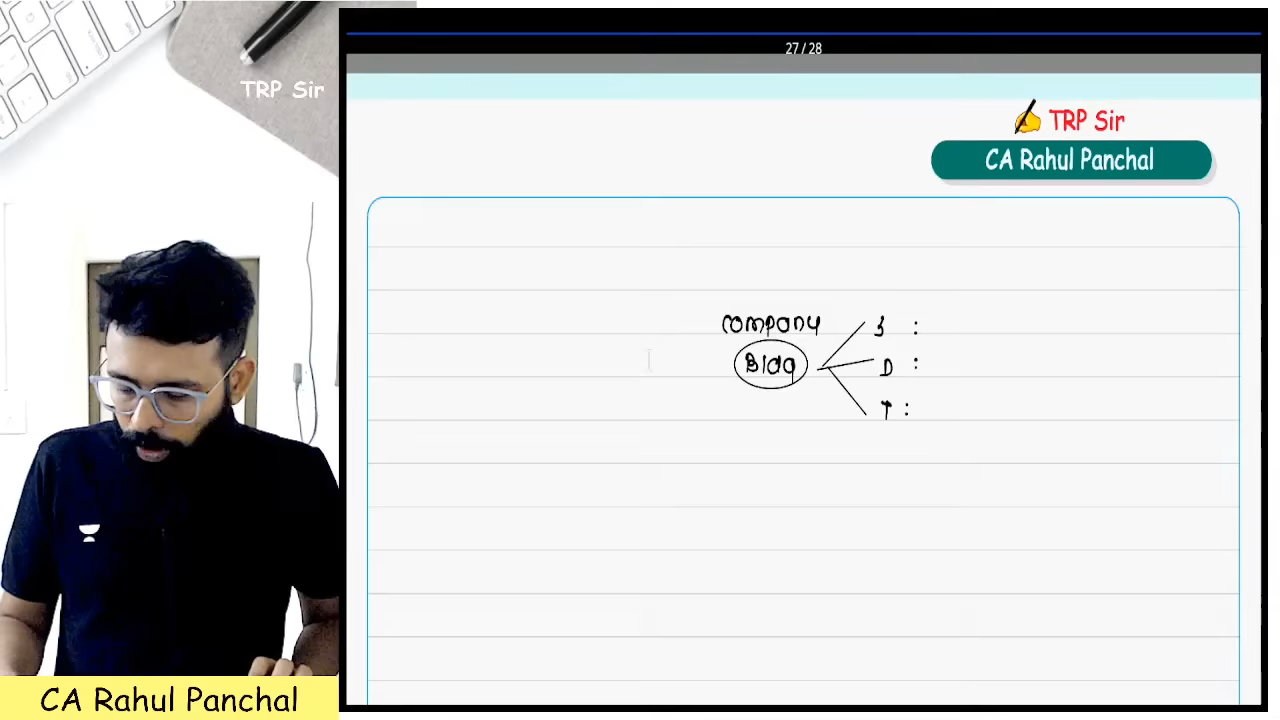 27 / 28
TRP Sir
TRP Sir
CA Rahul Panchal
company
Bldg
S :
D :
T :
CA Rahul Panchal